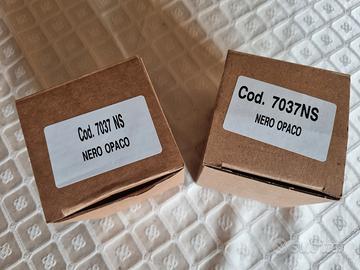 Cod. 7037 NS
NERO OPACO
Cod. 7037NS
NERO OPACO